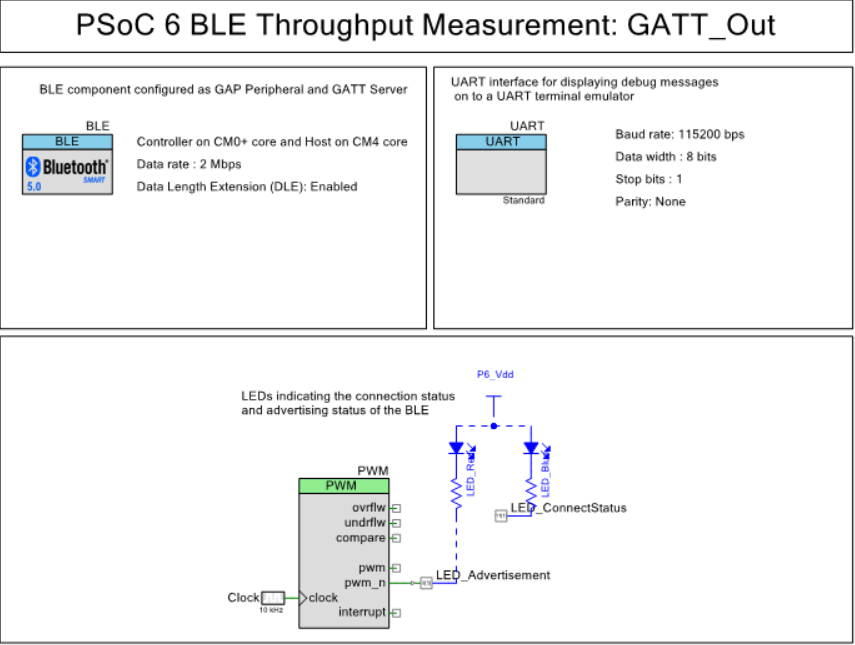 PSoC 6 BLE Throughput Measurement: GATT_Out
BLE component configured as GAP Peripheral and GATT Server
BLE
BLE
Bluetooth
SMART
5.0
Controller on CM0+ core and Host on CM4 core
Data rate : 2 Mbps
Data Length Extension (DLE): Enabled
UART interface for displaying debug messages
on to a UART terminal emulator
UART
UART
Standard
Baud rate: 115200 bps
Data width : 8 bits
Stop bits : 1
Parity: None
LEDs indicating the connection status
and advertising status of the BLE
P6_Vdd
LED_Red
LED_Blue
LED_ConnectStatus
PWM
PWM
ovrflw
undrflw
compare
pwm
pwm_n
LED_Advertisement
Clock
10 kHz
clock
interrupt